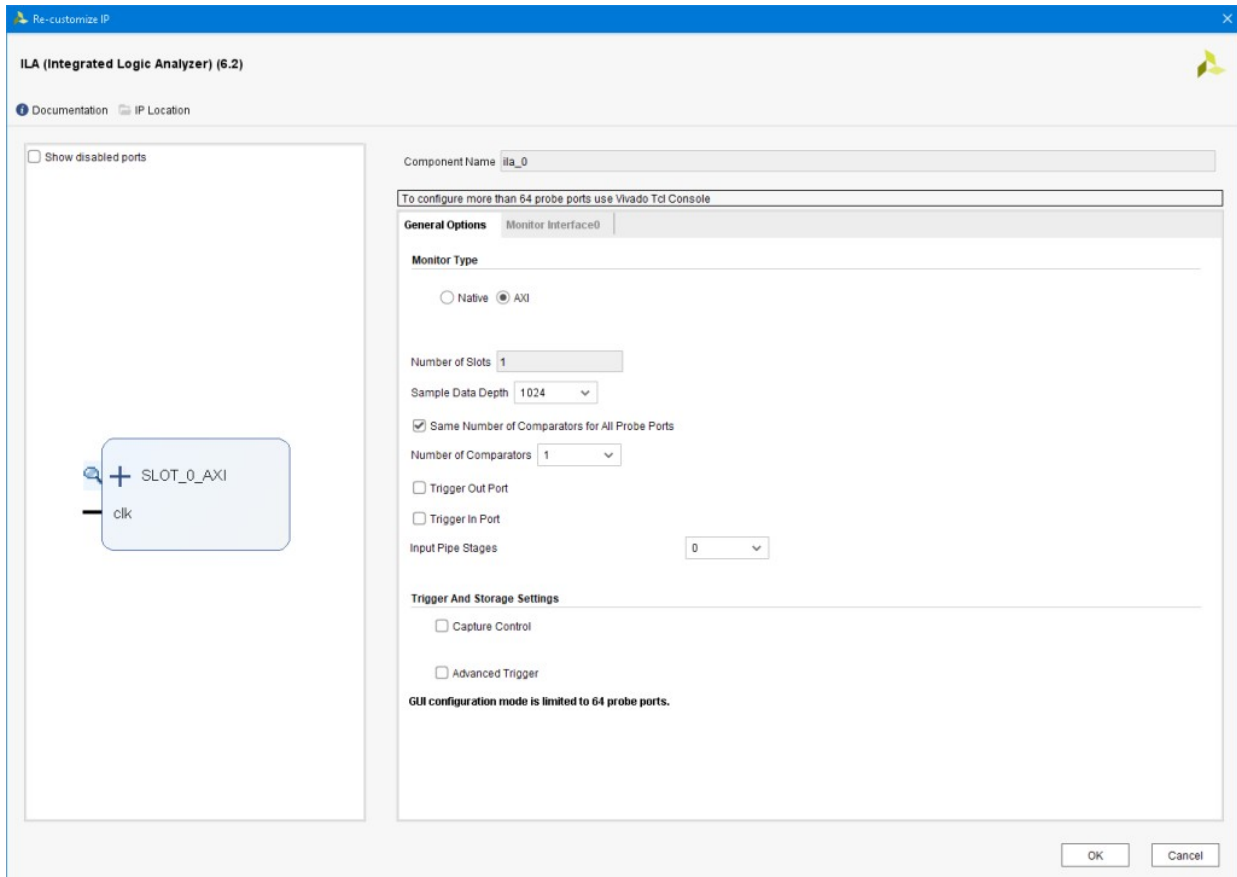 Re-customize IP
ILA (Integrated Logic Analyzer) (6.2)
Documentation IP Location
Show disabled ports
SLOT_0_AXI
clk
Component Name ila_0
To configure more than 64 probe ports use Vivado Tcl Console
General Options Monitor Interface0
Monitor Type
Native AXI
Number of Slots 1
Sample Data Depth 1024
Same Number of Comparators for All Probe Ports
Number of Comparators 1
Trigger Out Port
Trigger In Port
Input Pipe Stages 0
Trigger And Storage Settings
Capture Control
Advanced Trigger
GUI configuration mode is limited to 64 probe ports.
OK Cancel